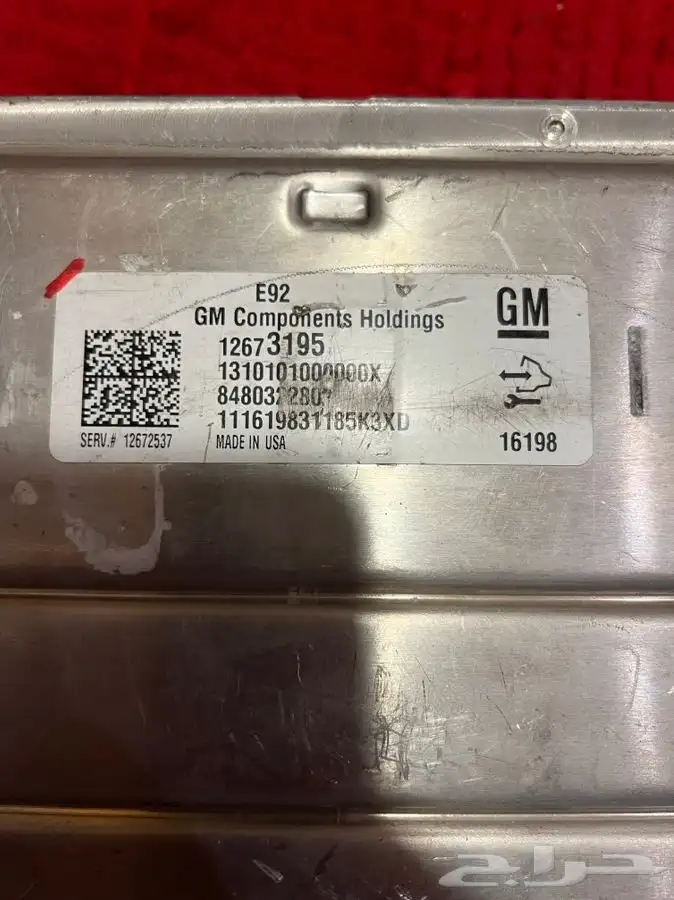 E92
GM Components Holdings
GM
12673195
1310101000000X
111619831185K3XD
SERV.# 12672537
MADE IN USA
16198
حراج